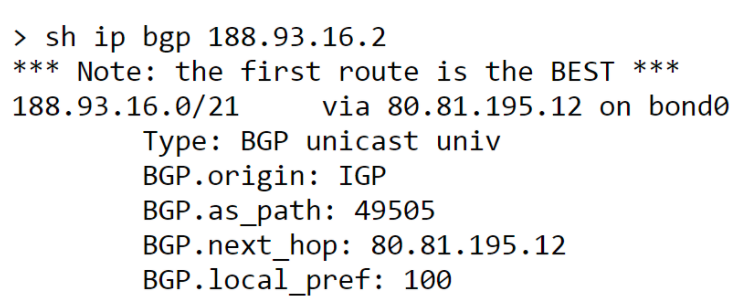 > sh ip bgp 188.93.16.2
*** Note: the first route is the BEST ***
188.93.16.0/21     via 80.81.195.12 on bond0
        Type: BGP unicast univ
        BGP.origin: IGP
        BGP.as_path: 49505
        BGP.next_hop: 80.81.195.12
        BGP.local_pref: 100